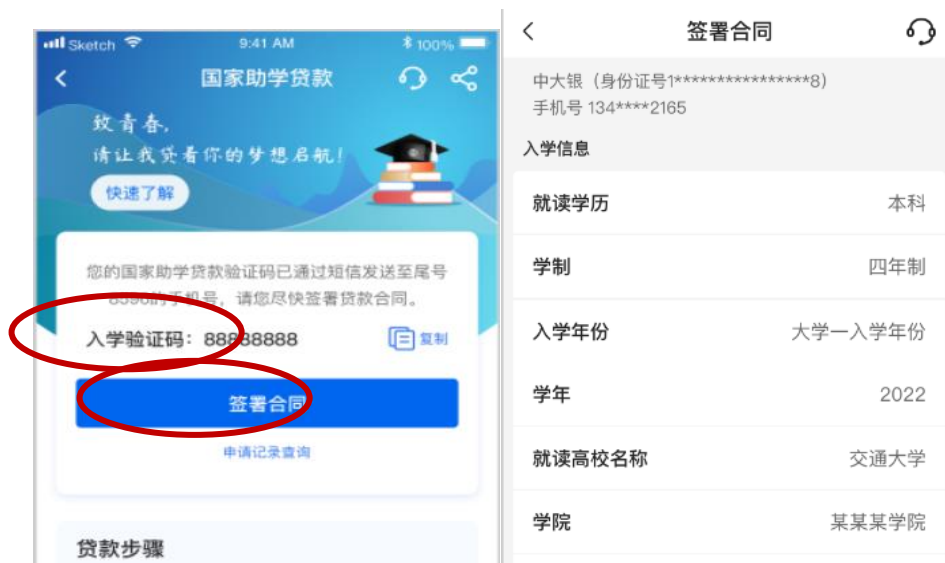 Sketch 9:41 AM 100%
国家助学贷款
致青春,
请让我贷着你的梦想启航!
快速了解
您的国家助学贷款验证码已通过短信发送至尾号
的手机号, 请您尽快签署贷款合同。
入学验证码: 88888888 复制
签署合同
申请记录查询
贷款步骤
签署合同
中大银（身份证号1****************8)
手机号 134****2165
入学信息
就读学历 本科
学制 四年制
入学年份 大学一入学年份
学年 2022
就读高校名称 交通大学
学院 某某某学院